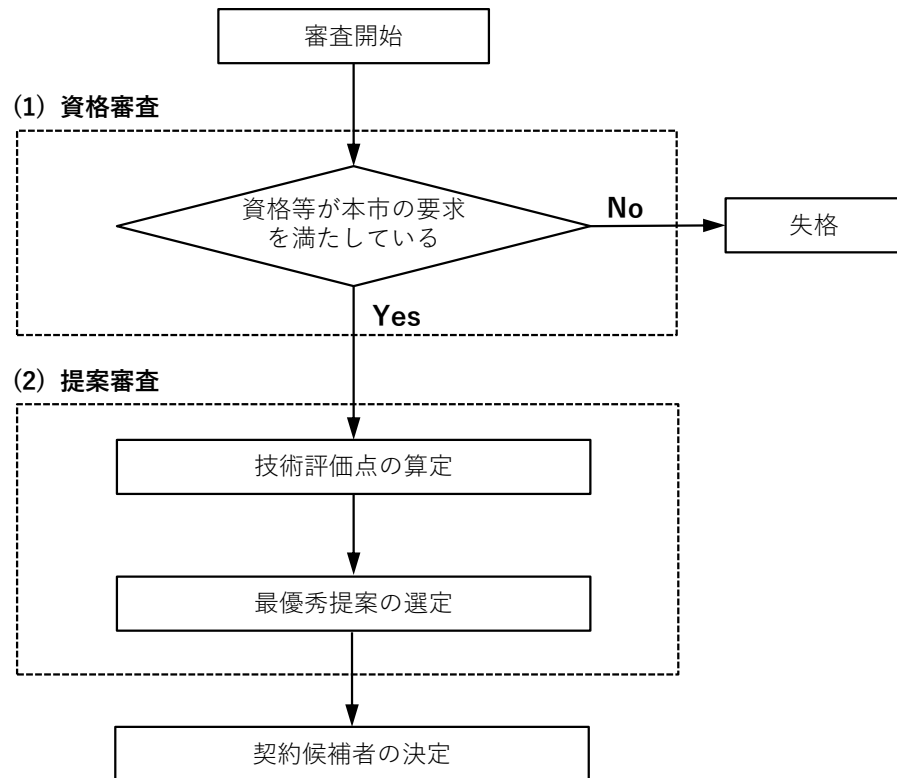 審査開始
(1) 資格審査
資格等が本市の要求
を満たしている
No
失格
Yes
(2) 提案審査
技術評価点の算定
最優秀提案の選定
契約候補者の決定